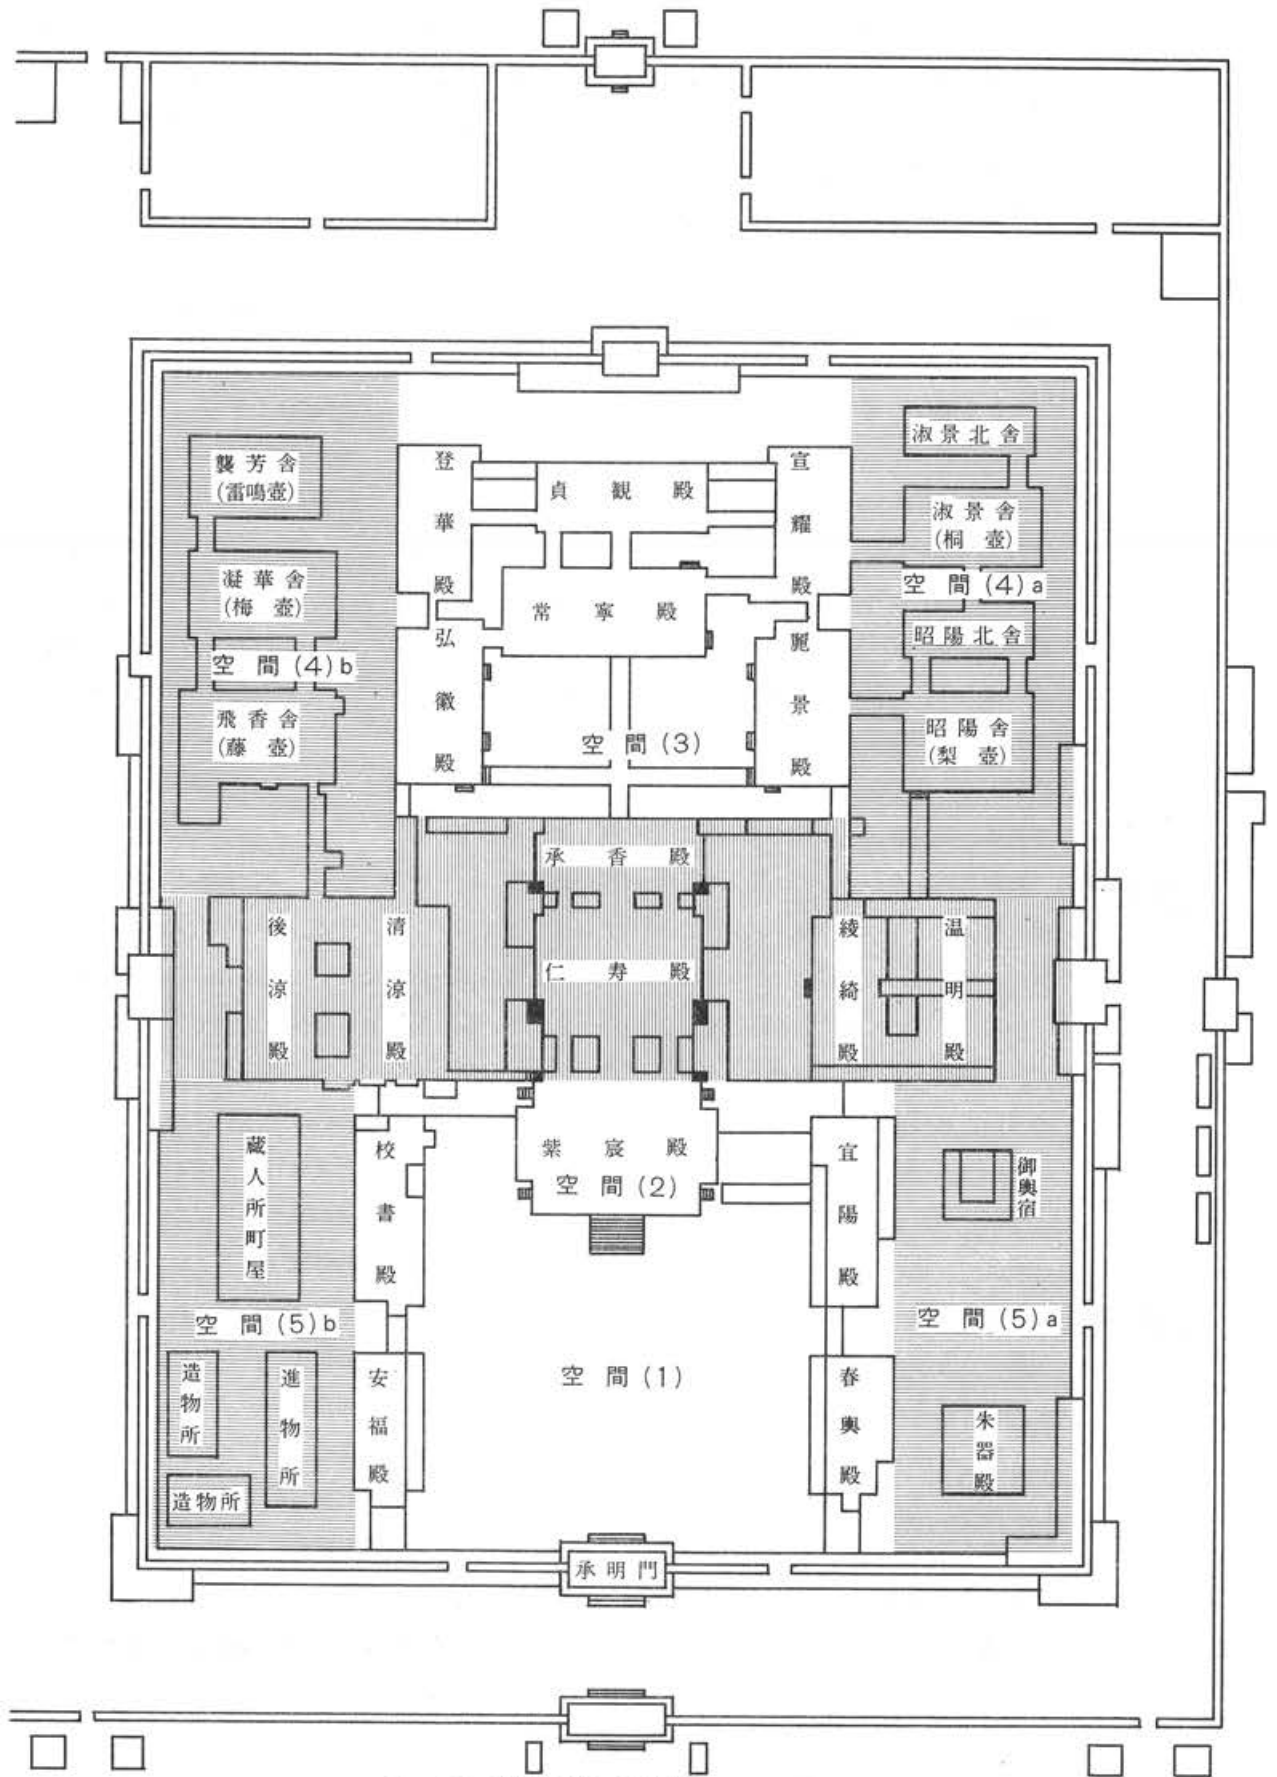 淑景北舎
襲芳舎
(雷鳴壺)
登華殿
貞観殿
宣耀殿
淑景舎
(桐壺)
凝華舎
(梅壺)
空間(4)a
常寧殿
昭陽北舎
弘徽殿
麗景殿
空間(4)b
飛香舎
(藤壺)
昭陽舎
(梨壺)
空間(3)
承香殿
後涼殿
清涼殿
仁寿殿
綾綺殿
温明殿
蔵人所町屋
校書殿
紫宸殿
空間(2)
宜陽殿
御輿宿
空間(5)b
空間(5)a
造物所
進物所
安福殿
空間(1)
春輿殿
朱器殿
造物所
承明門